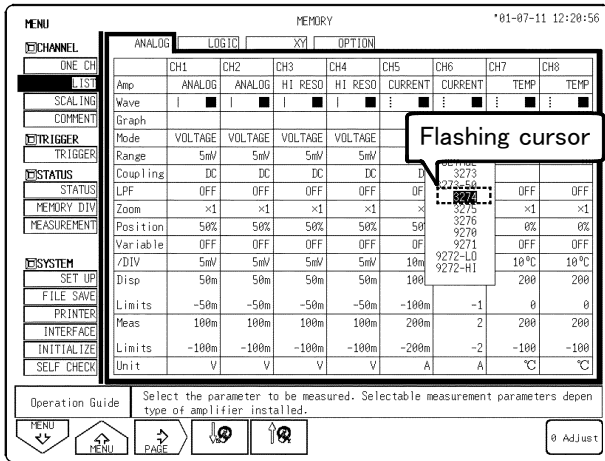 MENU MEMORY '01-07-11 12:20:56
CHANNEL ANALOG LOGIC XY OPTION
ONE CH CH1 CH2 CH3 CH4 CH5 CH6 CH7 CH8
LIST Amp ANALOG ANALOG HI RESO HI RESO CURRENT CURRENT TEMP TEMP
SCALING Wave
COMMENT Graph
Flashing cursor
TRIGGER Mode VOLTAGE VOLTAGE VOLTAGE VOLTAGE
TRIGGER Range 5mV 5mV 5mV 5mV 3273
STATUS Coupling DC DC DC DC D 3273-50
STATUS LPF OFF OFF OFF OFF OF 3274 OFF OFF
MEMORY DIV Zoom ×1 ×1 ×1 ×1 × 3275 ×1 ×1
MEASUREMENT Position 50% 50% 50% 50% 50 3276 0% 0%
9270
Variable OFF OFF OFF OFF OF 9271 OFF OFF
SYSTEM /DIV 5mV 5mV 5mV 5mV 10m 9272-LO 10℃ 10℃
SET UP Disp 50m 50m 50m 50m 100 9272-HI 200 200
FILE SAVE
PRINTER Limits -50m -50m -50m -50m -100m -1 0 0
INTERFACE Meas 100m 100m 100m 100m 200m 2 200 200
INITIALIZE Limits -100m -100m -100m -100m -200m -2 -100 -100
SELF CHECK Unit V V V V A A ℃ ℃
Operation Guide Select the parameter to be measured. Selectable measurement parameters depen
type of amplifier installed.
MENU MENU PAGE 0 Adjust